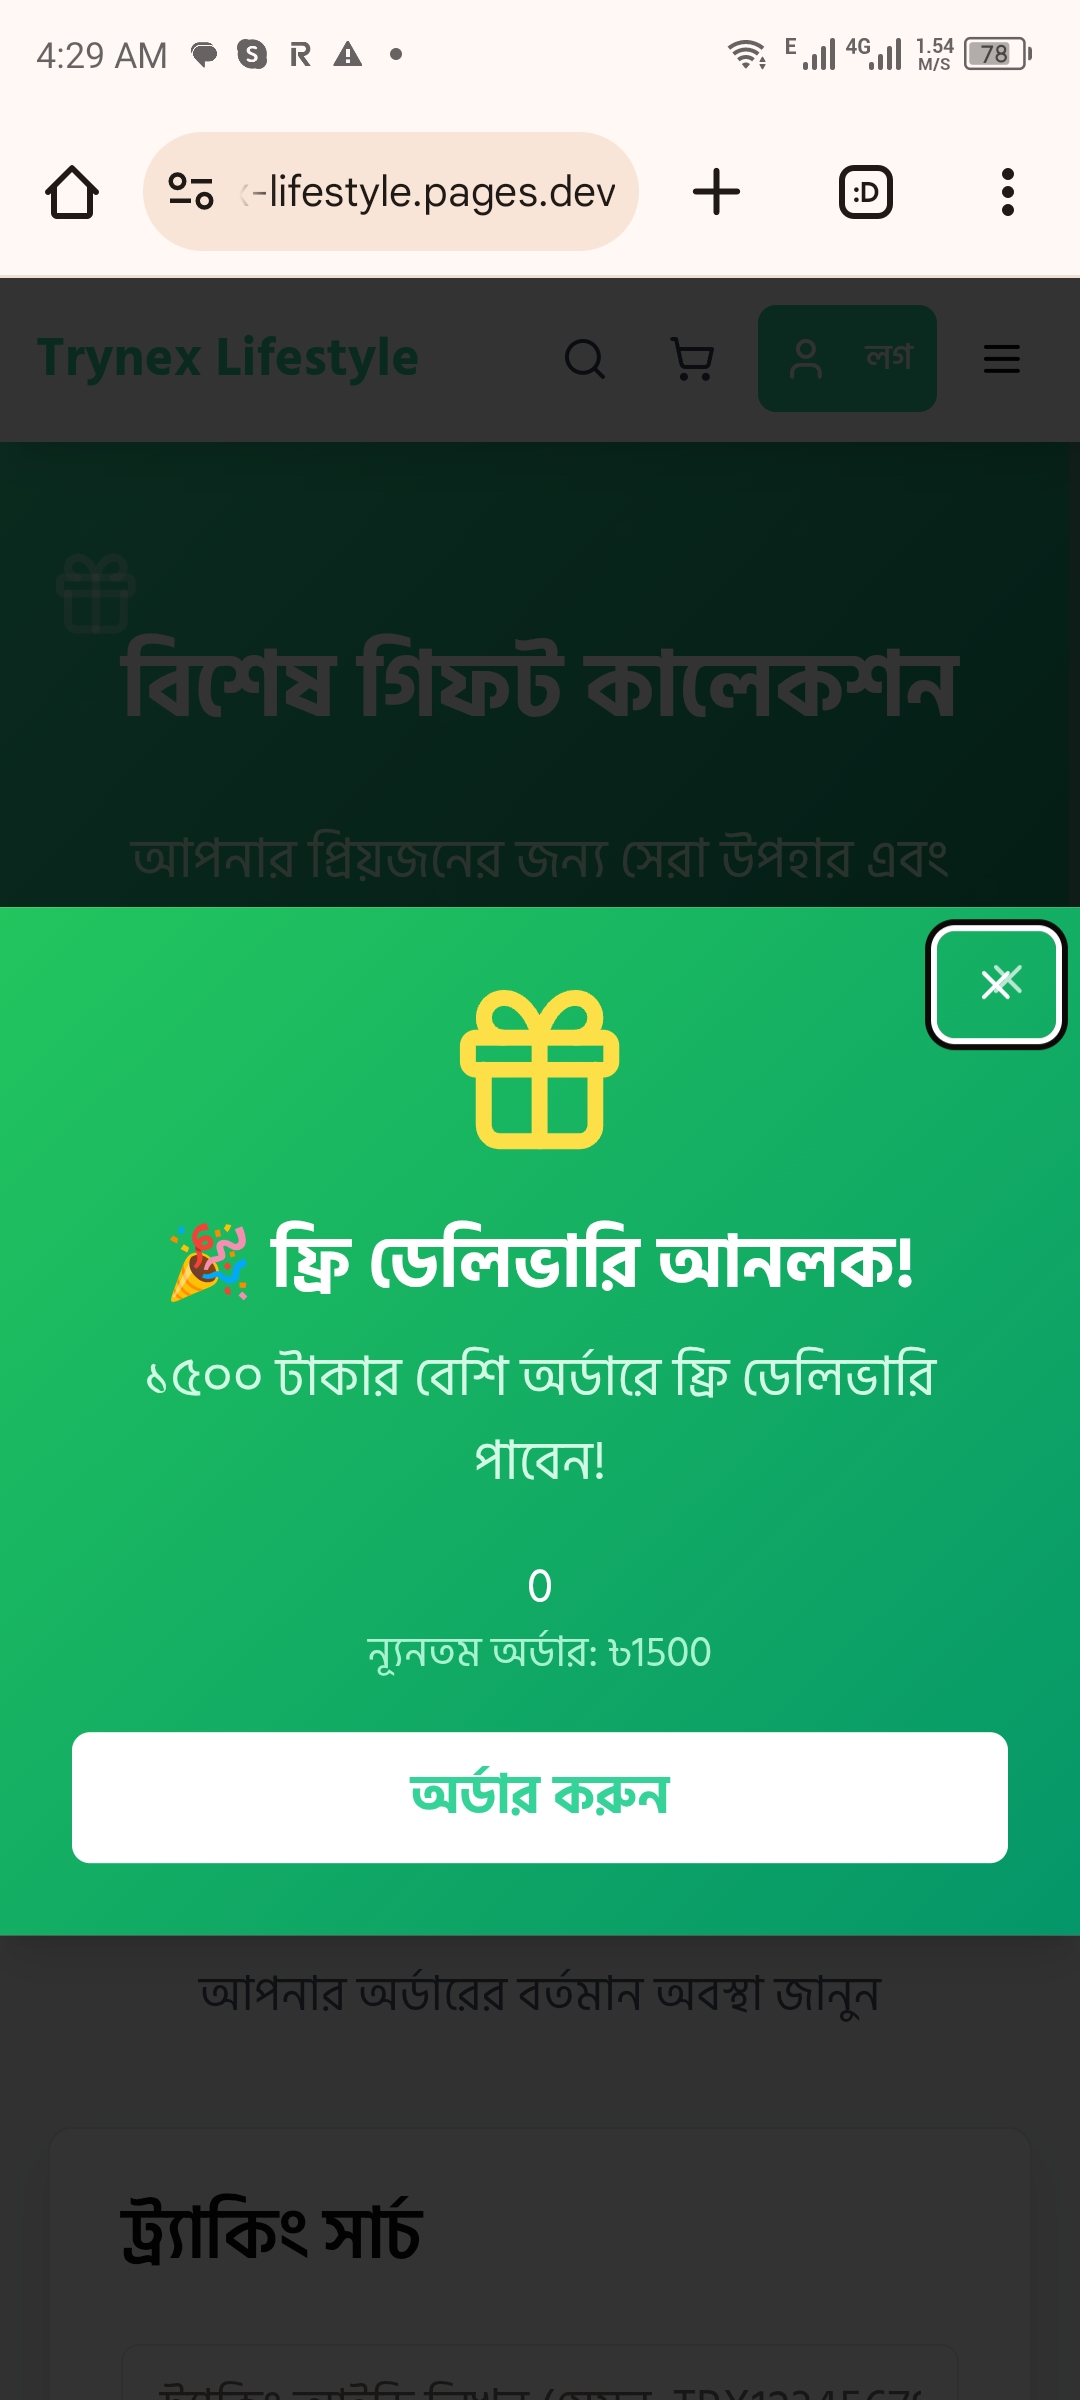 4:29 AM S R E 4G 1.54 M/S 78
-lifestyle.pages.dev :D
Trynex Lifestyle লগ
বিশেষ গিফট কালেকশন
আপনার প্রিয়জনের জন্য সেরা উপহার এবং
🎉 ফ্রি ডেলিভারি আনলক!
১৫০০ টাকার বেশি অর্ডারে ফ্রি ডেলিভারি
পাবেন!
0
ন্যূনতম অর্ডার: ৳1500
অর্ডার করুন
আপনার অর্ডারের বর্তমান অবস্থা জানুন
ট্র্যাকিং সার্চ